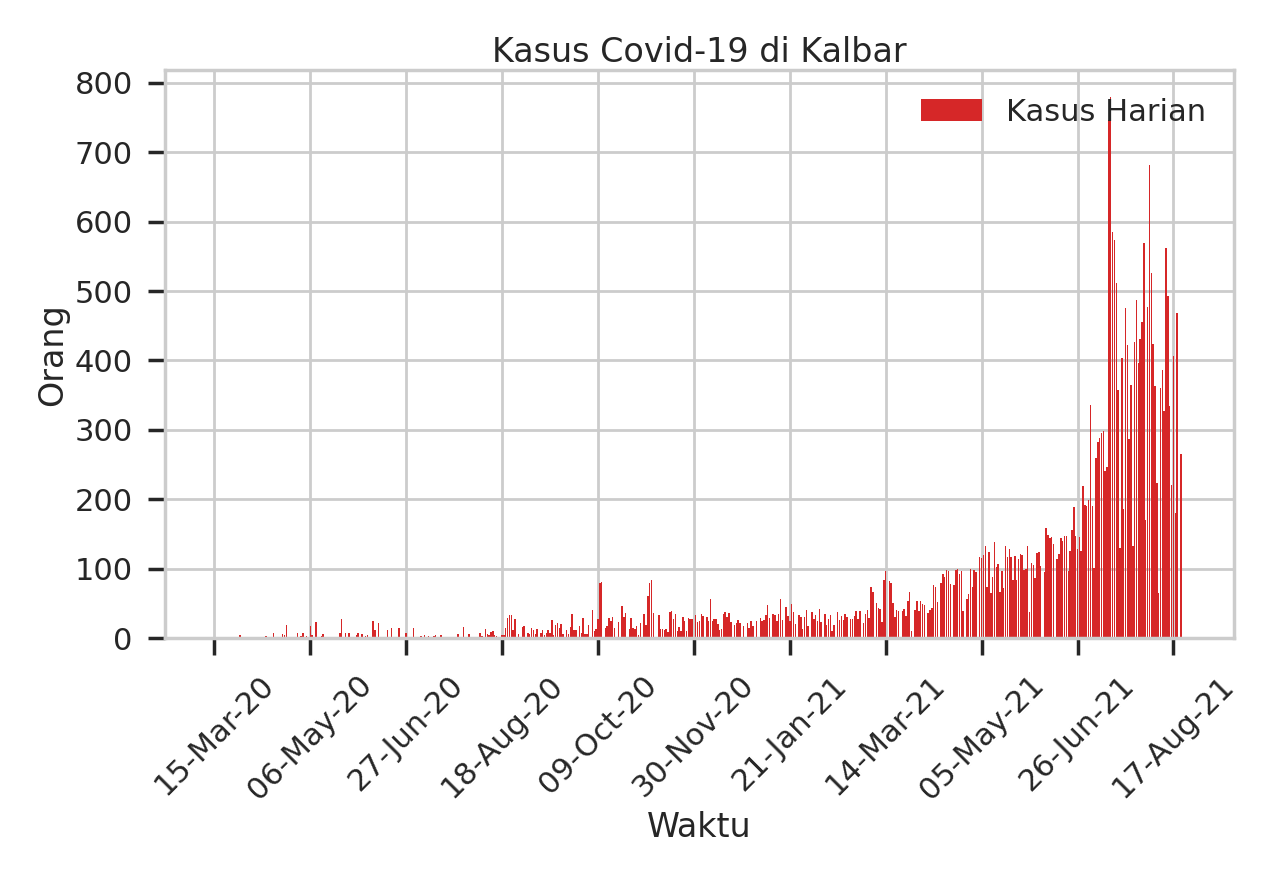 Kasus Covid-19 di Kalbar
Kasus Harian
800
700
600
500
400
300
200
100
0
Orang
15-Mar-20
06-May-20
27-Jun-20
18-Aug-20
09-Oct-20
30-Nov-20
21-Jan-21
14-Mar-21
05-May-21
26-Jun-21
17-Aug-21
Waktu